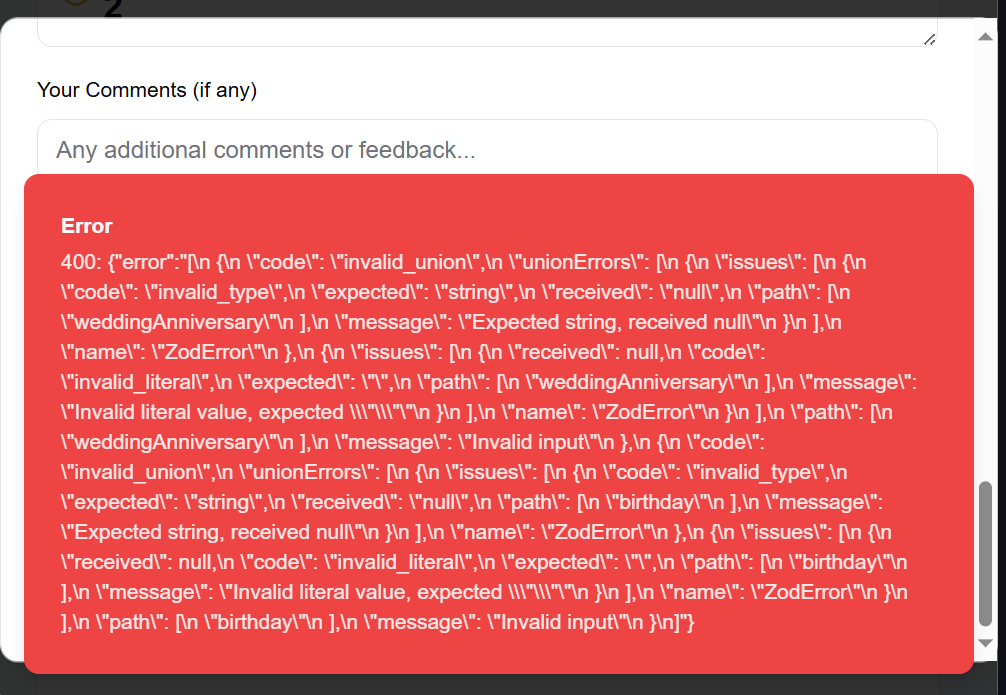 2
Your Comments (if any)
Any additional comments or feedback...
Error
400: {"error":"[\n {\n \"code\": \"invalid_union\",\n \"unionErrors\": [\n {\n \"issues\": [\n {\n
\"code\": \"invalid_type\",\n \"expected\": \"string\",\n \"received\": \"null\",\n \"path\": [\n
\"weddingAnniversary\"\n ],\n \"message\": \"Expected string, received null\"\n }\n ],\n
\"name\": \"ZodError\"\n },\n {\n \"issues\": [\n {\n \"received\": null,\n \"code\":
\"invalid_literal\",\n \"expected\": \"\",\n \"path\": [\n \"weddingAnniversary\"\n ],\n \"message\":
\"Invalid literal value, expected \\\"\\\"\"\n }\n ],\n \"name\": \"ZodError\"\n }\n ],\n \"path\": [\n
\"weddingAnniversary\"\n ],\n \"message\": \"Invalid input\"\n },\n {\n \"code\":
\"invalid_union\",\n \"unionErrors\": [\n {\n \"issues\": [\n {\n \"code\": \"invalid_type\",\n
\"expected\": \"string\",\n \"received\": \"null\",\n \"path\": [\n \"birthday\"\n ],\n \"message\":
\"Expected string, received null\"\n }\n ],\n \"name\": \"ZodError\"\n },\n {\n \"issues\": [\n {\n
\"received\": null,\n \"code\": \"invalid_literal\",\n \"expected\": \"\",\n \"path\": [\n \"birthday\"\n
],\n \"message\": \"Invalid literal value, expected \\\"\\\"\"\n }\n ],\n \"name\": \"ZodError\"\n }\n
],\n \"path\": [\n \"birthday\"\n ],\n \"message\": \"Invalid input\"\n }\n]"}